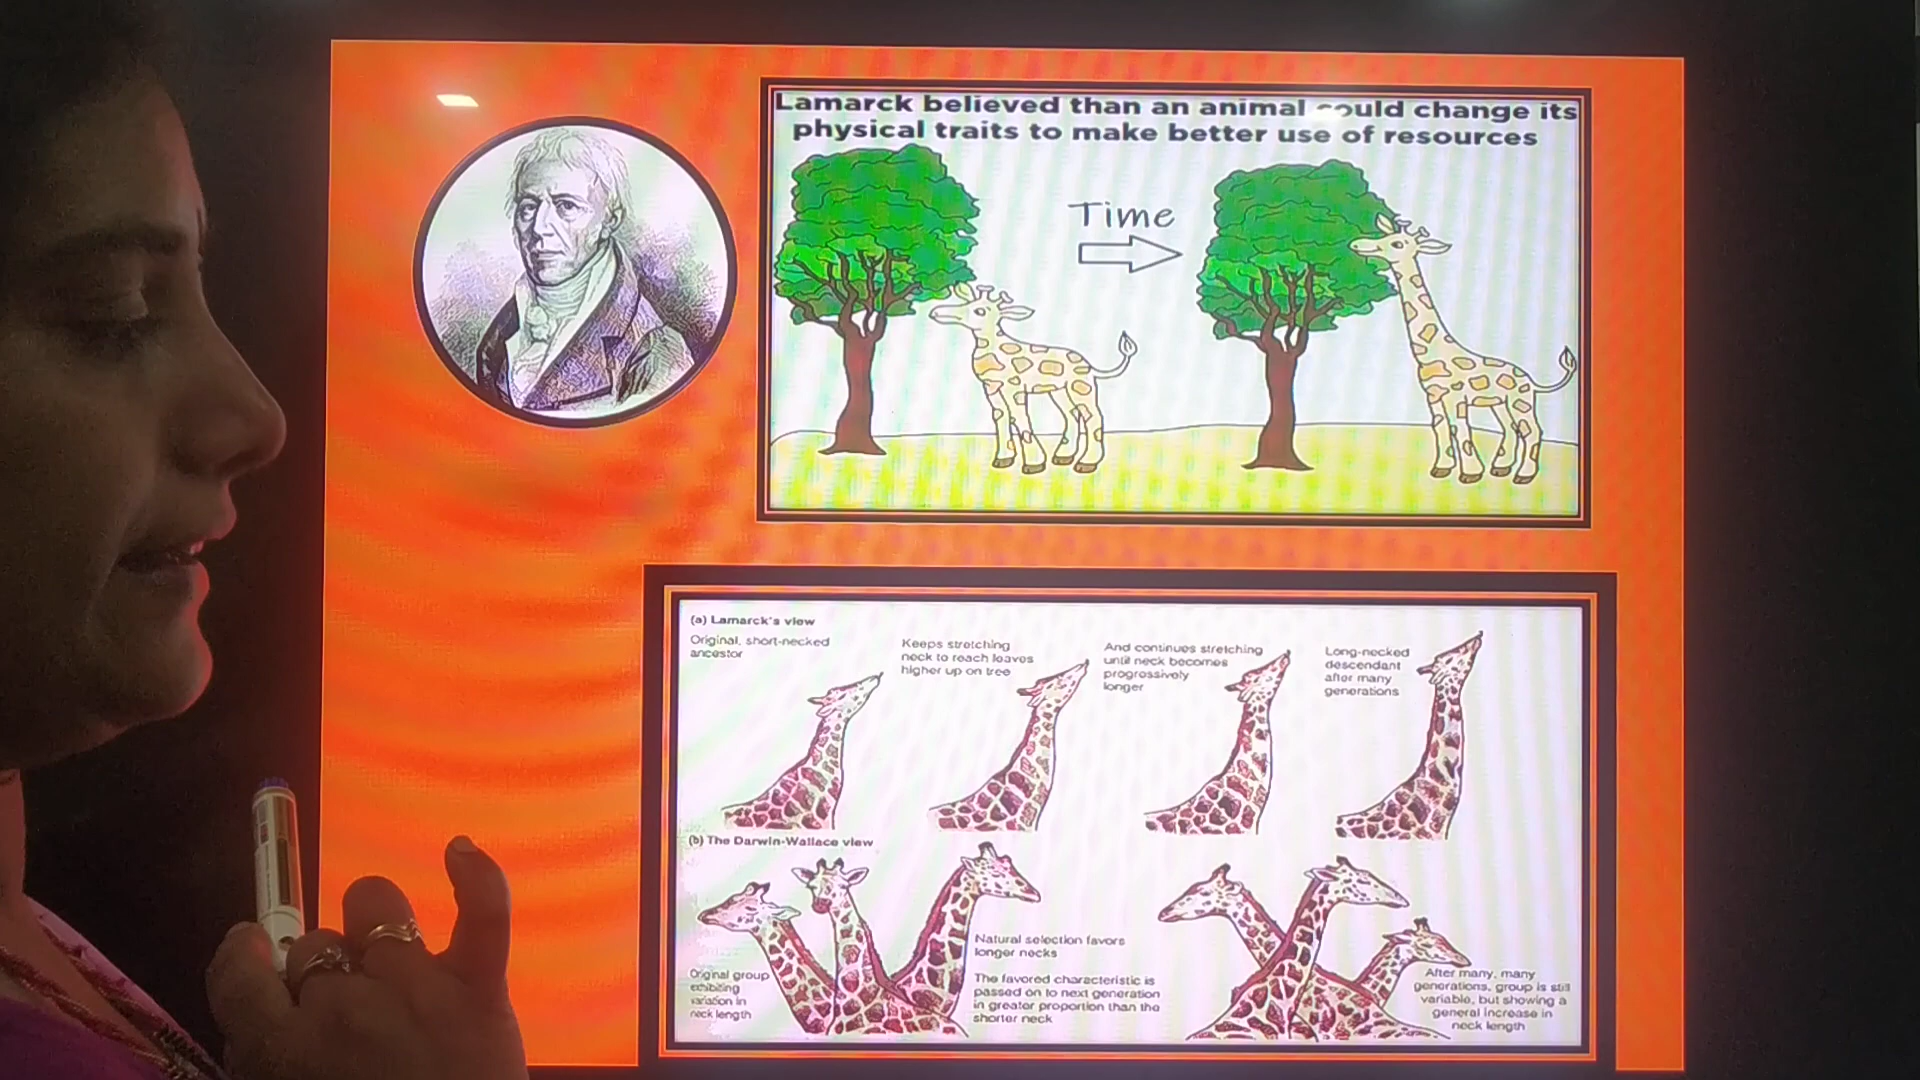 Lamarck believed than an animal could change its
physical traits to make better use of resources
Time
(a) Lamarck's view
Original, short-necked
ancestor
Keeps stretching
neck to reach leaves
higher up on tree
And continues stretching
until neck becomes
progressively
longer
Long-necked
descendant
after many
generations
(b) The Darwin-Wallace view
Original group
exhibiting
variation in
neck length
Natural selection favors
longer necks
The favored characteristic is
passed on to next generation
in greater proportion than the
shorter neck
After many, many
generations, group is still
variable, but showing a
general increase in
neck length